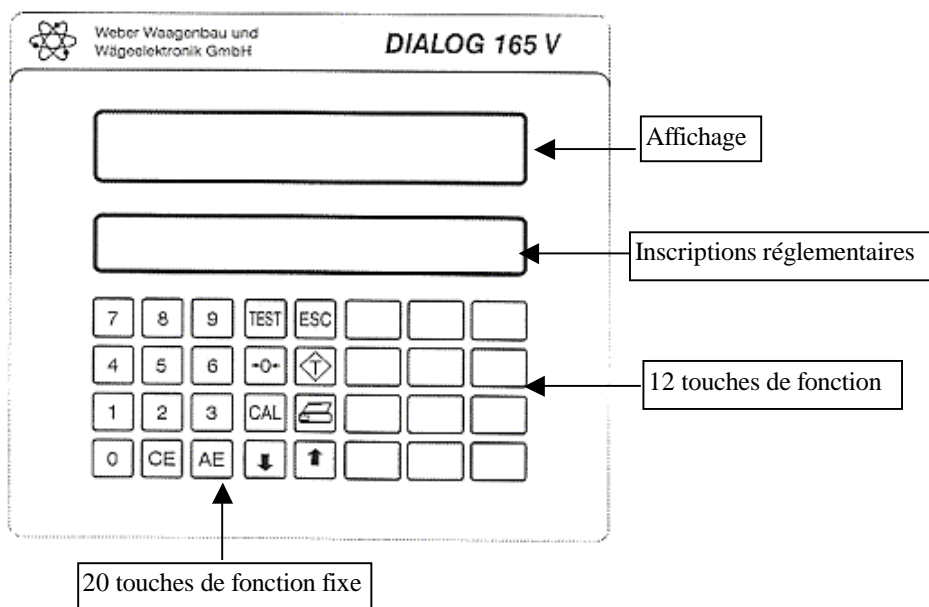 Weber Waagenbau und
Wägeelektronik GmbH
DIALOG 165 V
Affichage
Inscriptions réglementaires
7 8 9 TEST ESC
4 5 6 →0← T
12 touches de fonction
1 2 3 CAL
0 CE AE ⬇ ⬆
20 touches de fonction fixe